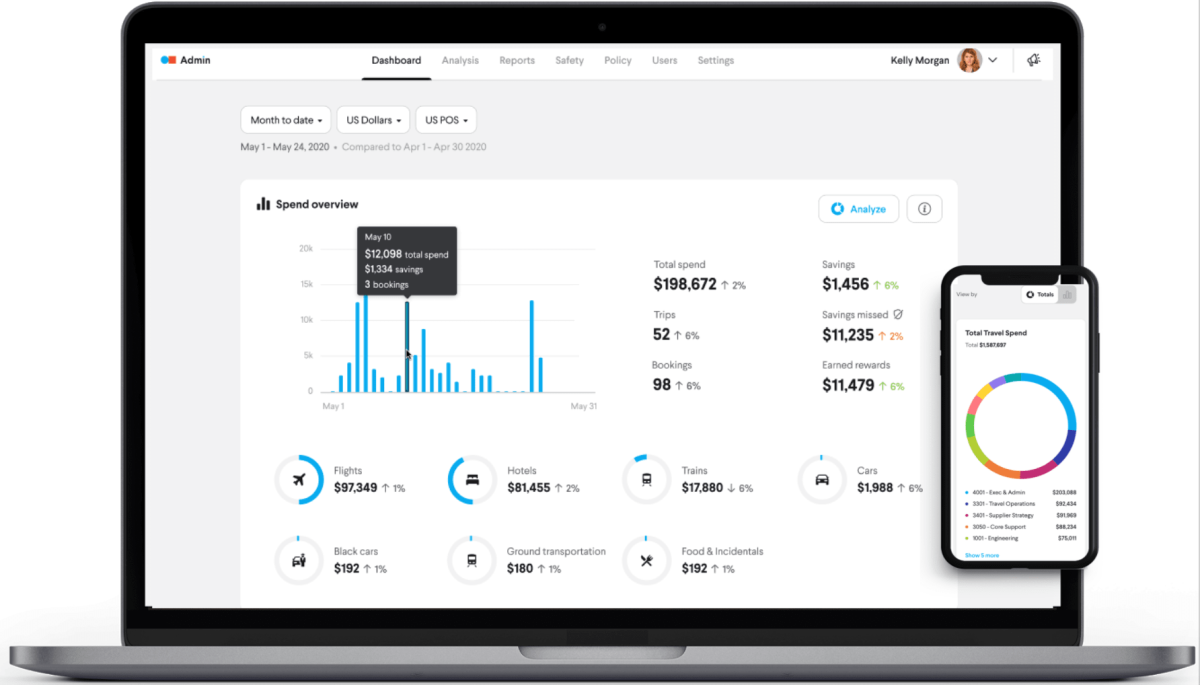 Admin
Dashboard Analysis Reports Safety Policy Users Settings
Kelly Morgan
Month to date US Dollars US POS
May 1 - May 24, 2020 • Compared to Apr 1 - Apr 30 2020
Spend overview
Analyze
20k
15k
10k
5k
0
May 1 May 31
May 10
$12,098 total spend
$1,334 savings
3 bookings
Total spend
$198,672 ↑ 2%
Savings
$1,456 ↑ 6%
Trips
52 ↑ 6%
Savings missed
$11,235 ↑ 2%
Bookings
98 ↑ 6%
Earned rewards
$11,479 ↑ 6%
Flights
$97,349 ↑ 1%
Hotels
$81,455 ↑ 2%
Trains
$17,880 ↓ 6%
Cars
$1,988 ↑ 6%
Black cars
$192 ↑ 1%
Ground transportation
$180 ↑ 1%
Food & Incidentals
$192 ↑ 1%
View by
Totals
Total Travel Spend
Total $1,587,697
4001 - Exec & Admin $203,088
3301 - Travel Operations $92,434
3401 - Supplier Strategy $91,969
3050 - Core Support $88,234
1001 - Engineering $75,011
Show 5 more